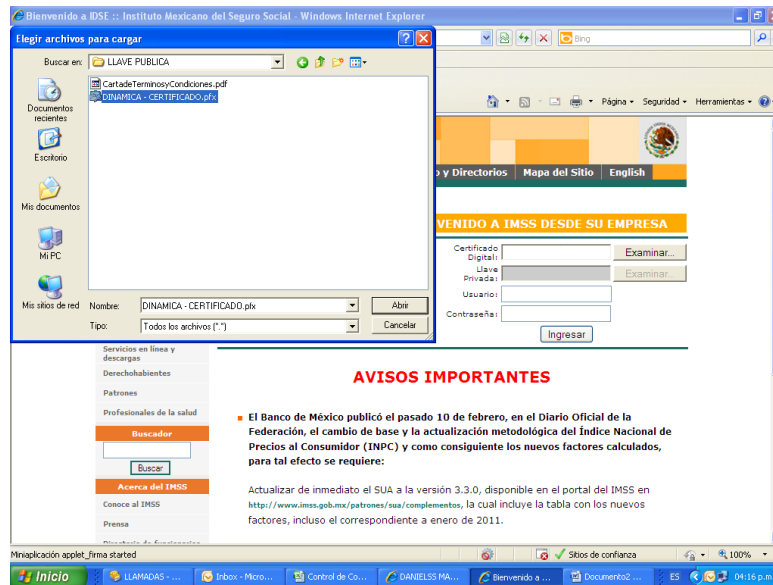 Bienvenido a IDSE :: Instituto Mexicano del Seguro Social - Windows Internet Explorer
Elegir archivos para cargar
Buscar en: LLAVE PUBLICA
Bing
CartadeTerminosyCondiciones.pdf
DINAMICA - CERTIFICADO.pfx
Documentos recientes
Escritorio
Mis documentos
Mi PC
Mis sitios de red
Nombre: DINAMICA - CERTIFICADO.pfx Abrir
Tipo: Todos los archivos (*.*) Cancelar
Página Seguridad Herramientas
o y Directorios Mapa del Sitio English
VENIDO A IMSS DESDE SU EMPRESA
Certificado Digital: Examinar...
Llave Privada: Examinar...
Usuario:
Contraseña:
Ingresar
Servicios en línea y
descargas
Derechohabientes
Patrones
Profesionales de la salud
Buscador
Buscar
Acerca del IMSS
Conoce al IMSS
Prensa
AVISOS IMPORTANTES
El Banco de México publicó el pasado 10 de febrero, en el Diario Oficial de la
Federación, el cambio de base y la actualización metodológica del Índice Nacional de
Precios al Consumidor (INPC) y como consiguiente los nuevos factores calculados,
para tal efecto se requiere:
Actualizar de inmediato el SUA a la versión 3.3.0, disponible en el portal del IMSS en
http://www.imss.gob.mx/patrones/sua/complementos, la cual incluye la tabla con los nuevos
factores, incluso el correspondiente a enero de 2011.
Miniaplicación applet_firma started Sitios de confianza 100%
Inicio LLAMADAS - ... Inbox - Micro... Control de Co... DANIELSS MA... Bienvenido a ... Documento2 ... ES 04:16 p.m.